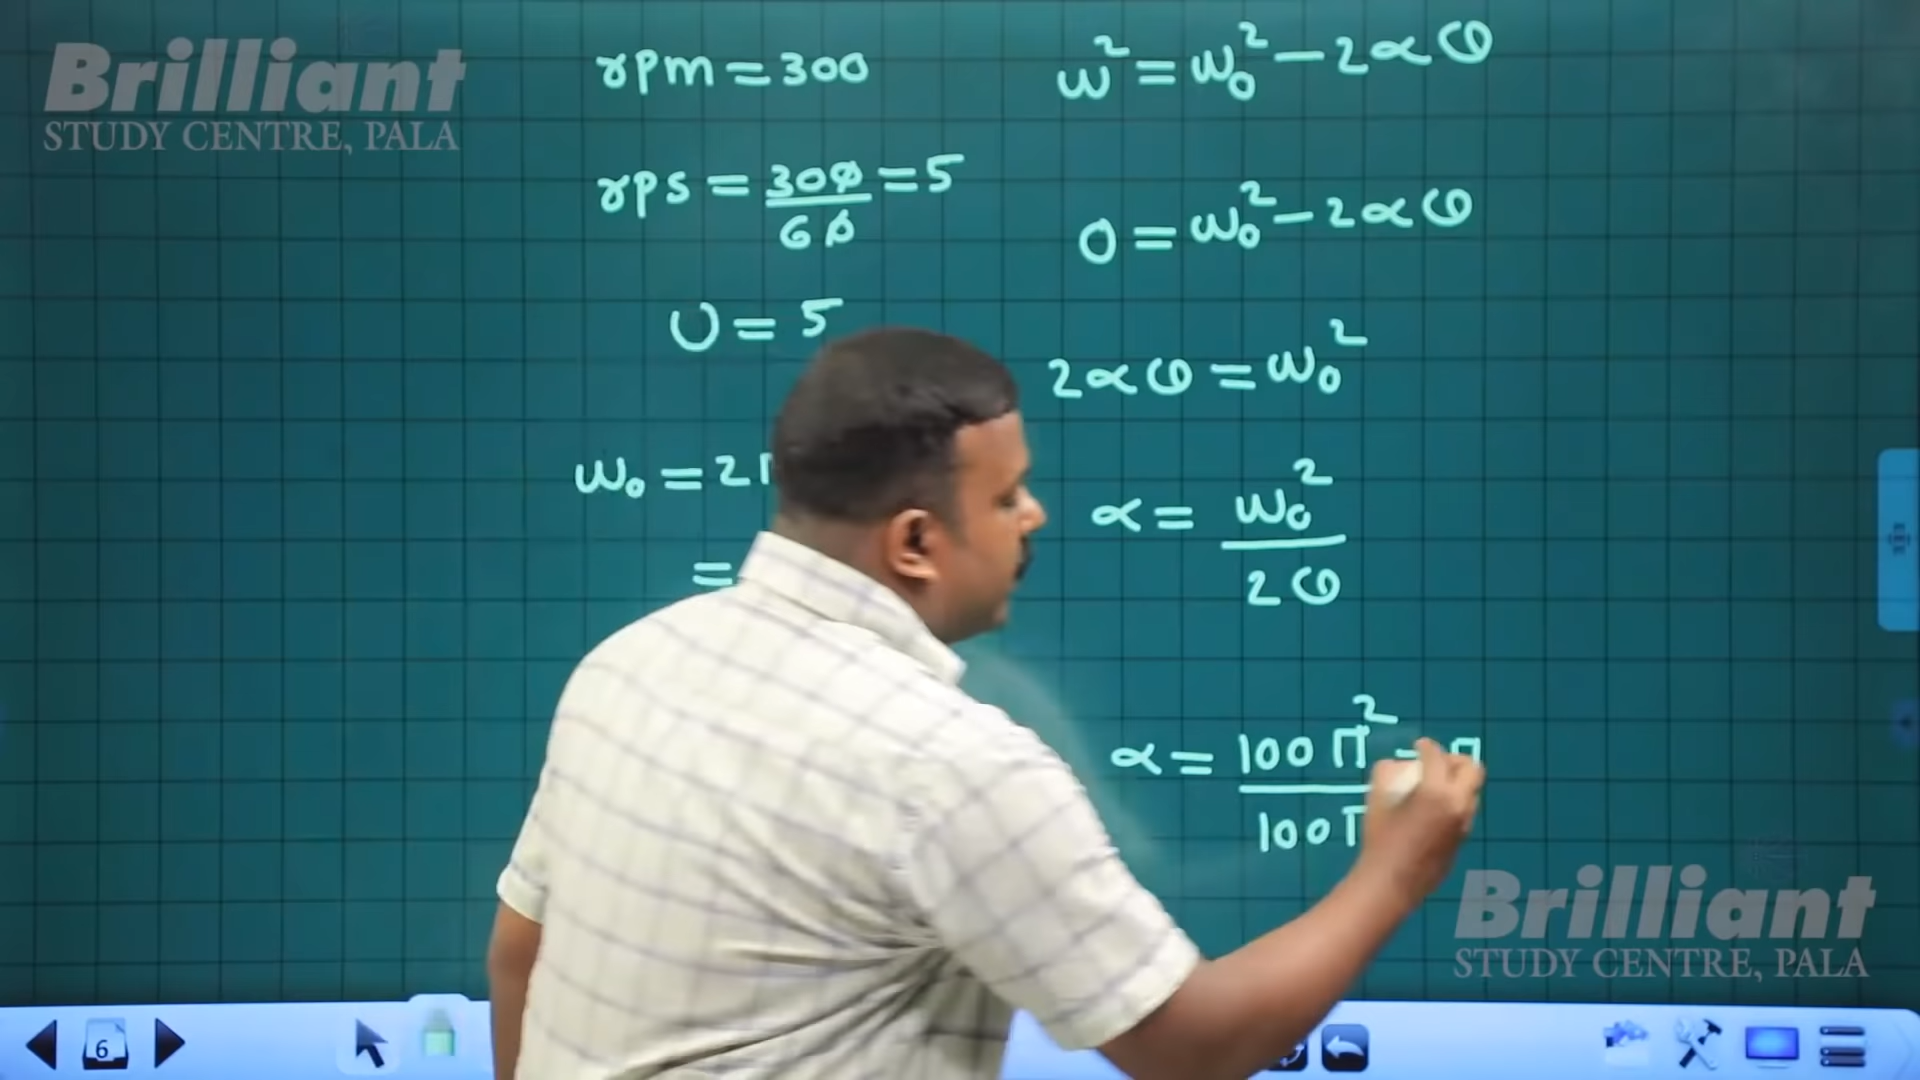 Brilliant
STUDY CENTRE, PALA
rpm = 300
rps = 300/60 = 5
υ = 5
ω₀ = 2
=
ω² = ω₀² − 2αθ
0 = ω₀² − 2αθ
2αθ = ω₀²
α = ω₀²/2θ
α = 100π²/100π =
Brilliant
STUDY CENTRE, PALA
6